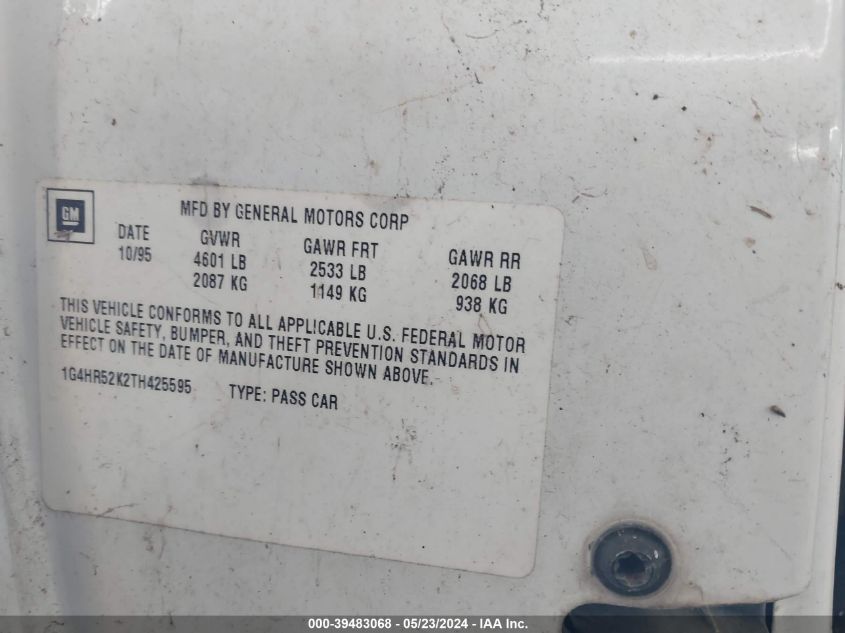 GM
MFD BY GENERAL MOTORS CORP
DATE GVWR GAWR FRT GAWR RR
10/95 4601 LB 2533 LB 2068 LB
2087 KG 1149 KG 938 KG
THIS VEHICLE CONFORMS TO ALL APPLICABLE U.S. FEDERAL MOTOR
VEHICLE SAFETY, BUMPER, AND THEFT PREVENTION STANDARDS IN
EFFECT ON THE DATE OF MANUFACTURE SHOWN ABOVE.
1G4HR52K2TH425595 TYPE: PASS CAR
000-39483068 - 05/23/2024 - IAA Inc.